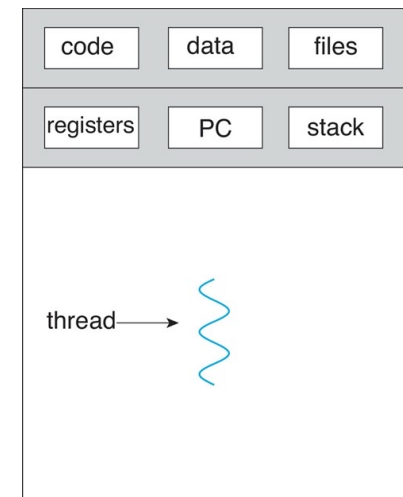 code data files
registers PC stack
thread